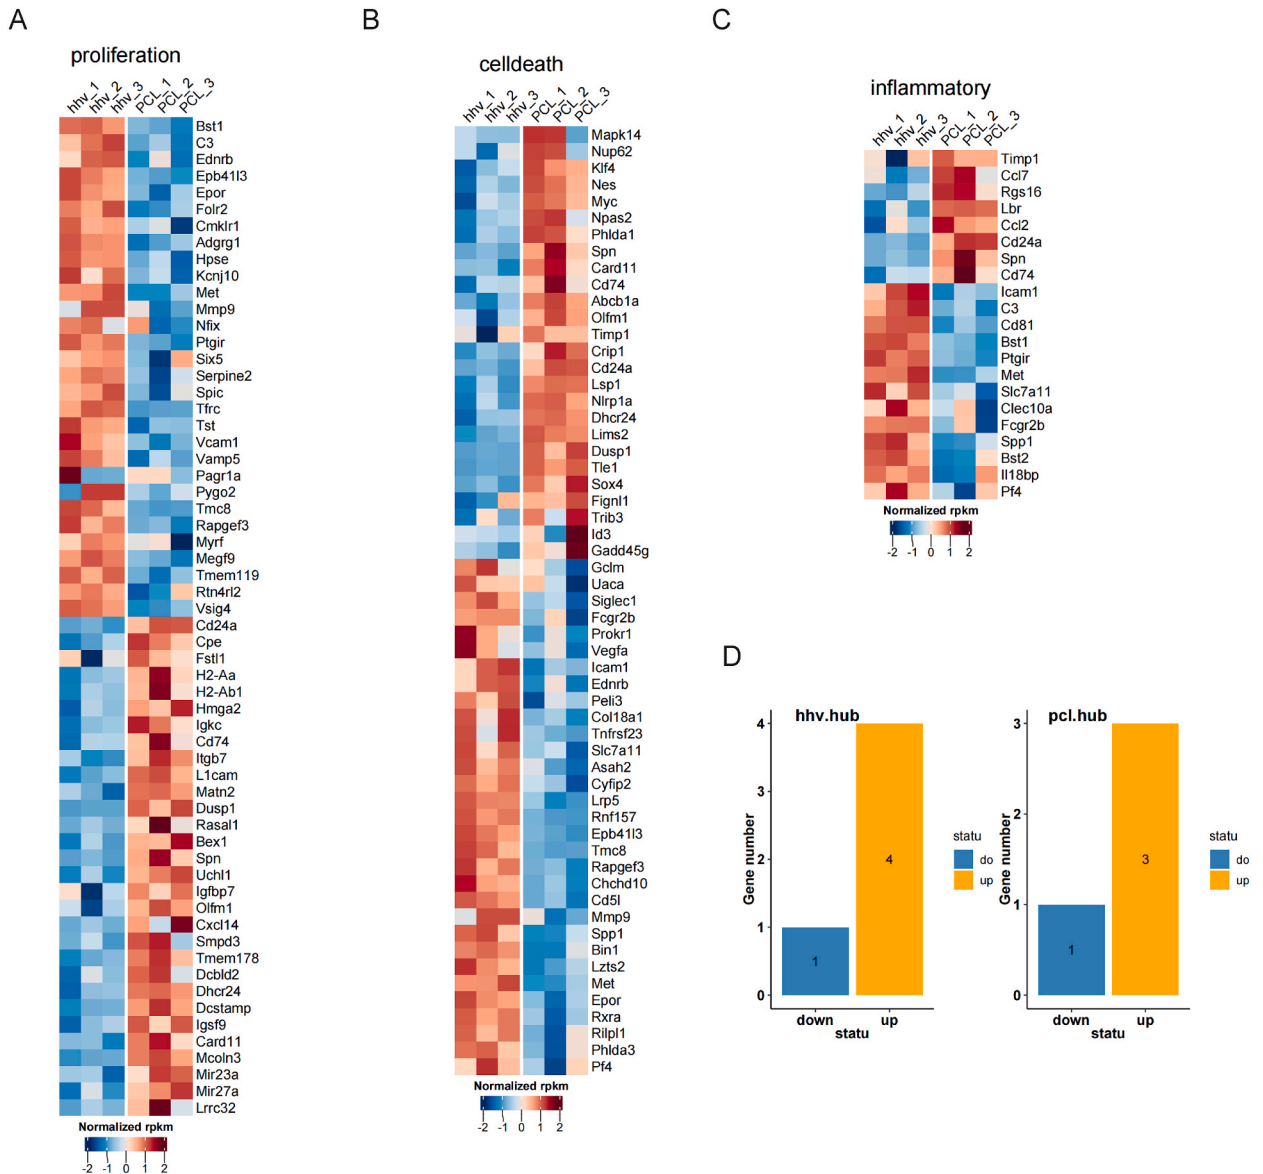 A
proliferation
hhv_1 hhv_2 hhv_3 PCL_1 PCL_2 PCL_3
Bst1
C3
Ednrb
Epb41l3
Epor
Folr2
Cmklr1
Adgrg1
Hpse
Kcnj10
Met
Mmp9
Nfix
Ptgir
Six5
Serpine2
Spic
Tfrc
Tst
Vcam1
Vamp5
Pagr1a
Pygo2
Tmc8
Rapgef3
Myrf
Megf9
Tmem119
Rtn4rl2
Vsig4
Cd24a
Cpe
Fstl1
H2-Aa
H2-Ab1
Hmga2
Igkc
Cd74
Itgb7
L1cam
Matn2
Dusp1
Rasal1
Bex1
Spn
Uchl1
Igfbp7
Olfm1
Cxcl14
Smpd3
Tmem178
Dcbld2
Dhcr24
Dcstamp
Igsf9
Card11
Mcoln3
Mir23a
Mir27a
Lrrc32
Normalized rpkm
-2 -1 0 1 2
B
celldeath
hhv_1 hhv_2 hhv_3 PCL_1 PCL_2 PCL_3
Mapk14
Nup62
Klf4
Nes
Myc
Npas2
Phlda1
Spn
Card11
Cd74
Abcb1a
Olfm1
Timp1
Crip1
Cd24a
Lsp1
Nlrp1a
Dhcr24
Lims2
Dusp1
Tle1
Sox4
Fignl1
Trib3
Id3
Gadd45g
Gclm
Uaca
Siglec1
Fcgr2b
Prokr1
Vegfa
Icam1
Ednrb
Peli3
Col18a1
Tnfrsf23
Slc7a11
Asah2
Cyfip2
Lrp5
Rnf157
Epb41l3
Tmc8
Rapgef3
Chchd10
Cd5l
Mmp9
Spp1
Bin1
Lzts2
Met
Epor
Rxra
Rilpl1
Phlda3
Pf4
Normalized rpkm
-2 -1 0 1 2
C
inflammatory
hhv_1 hhv_2 hhv_3 PCL_1 PCL_2 PCL_3
Timp1
Ccl7
Rgs16
Lbr
Ccl2
Cd24a
Spn
Cd74
Icam1
C3
Cd81
Bst1
Ptgir
Met
Slc7a11
Clec10a
Fcgr2b
Spp1
Bst2
Il18bp
Pf4
Normalized rpkm
-2 -1 0 1 2
D
hhv.hub
Gene number
4
3
2
1
0
1
4
down up
statu
statu
do
up
pcl.hub
Gene number
3
2
1
0
1
3
down up
statu
statu
do
up